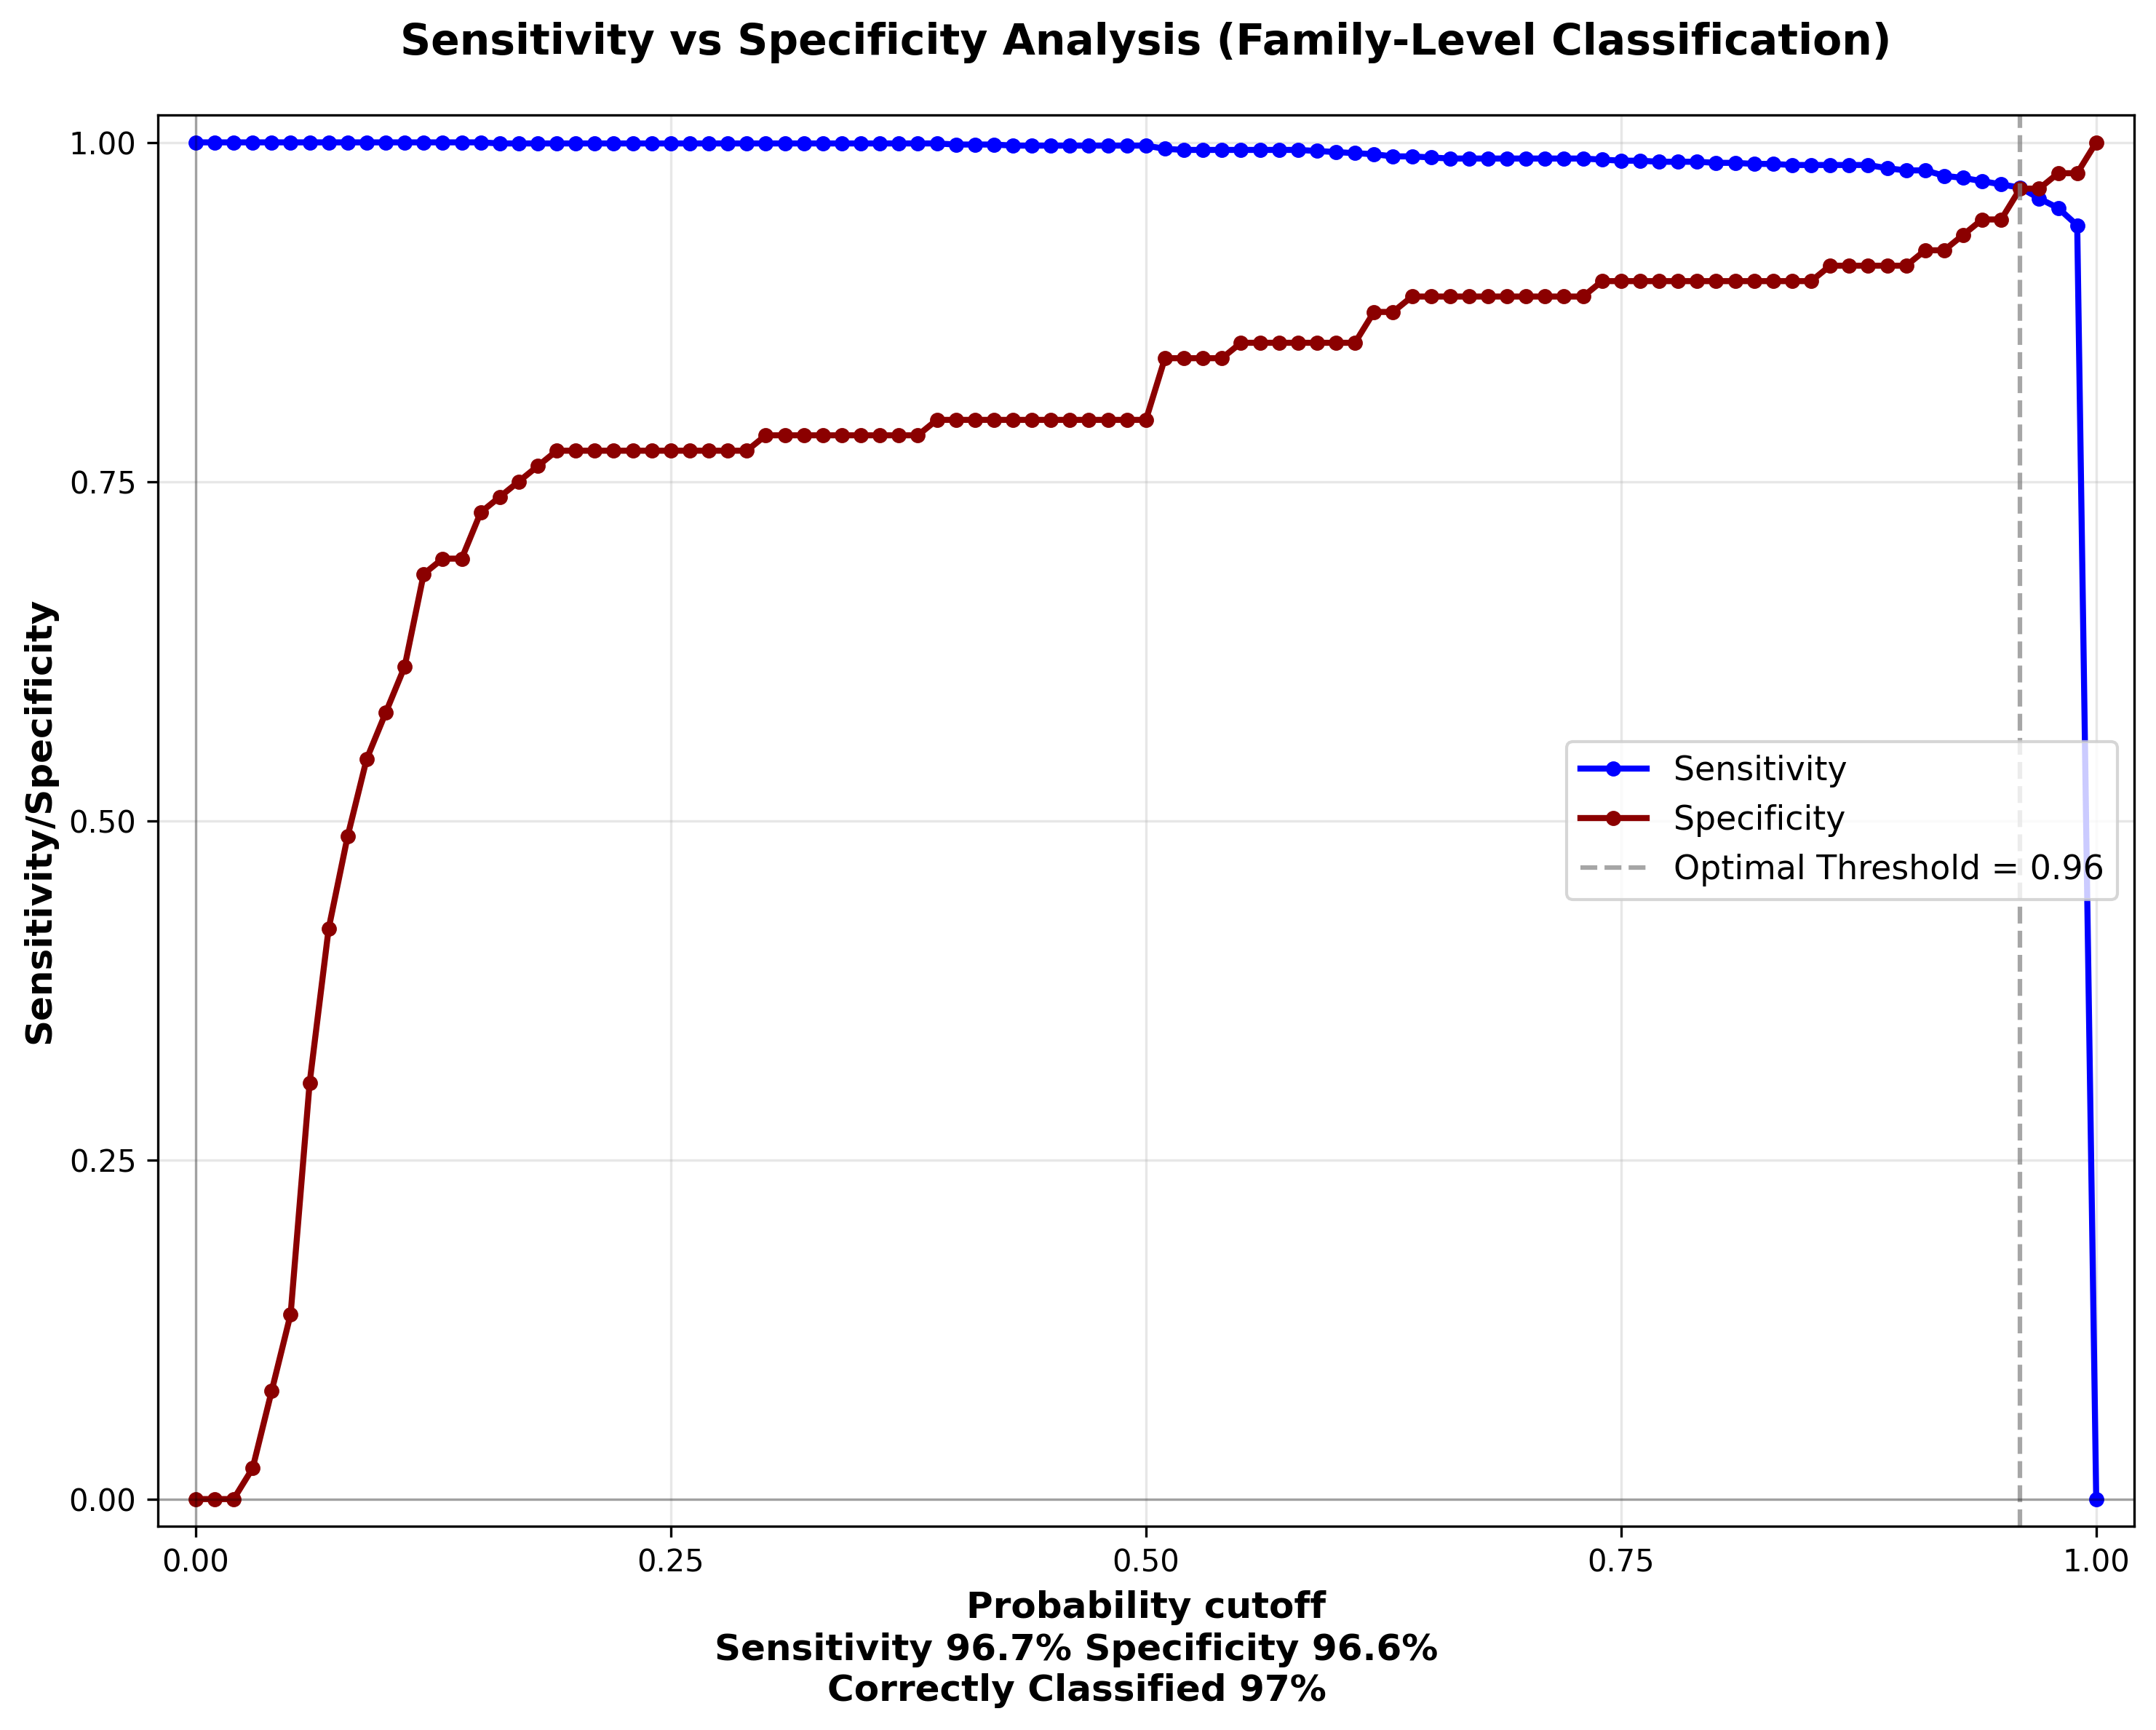 Sensitivity vs Specificity Analysis (Family-Level Classification)
Sensitivity/Specificity
1.00
0.75
0.50
0.25
0.00
Sensitivity
Specificity
Optimal Threshold = 0.96
0.00 0.25 0.50 0.75 1.00
Probability cutoff
Sensitivity 96.7% Specificity 96.6%
Correctly Classified 97%